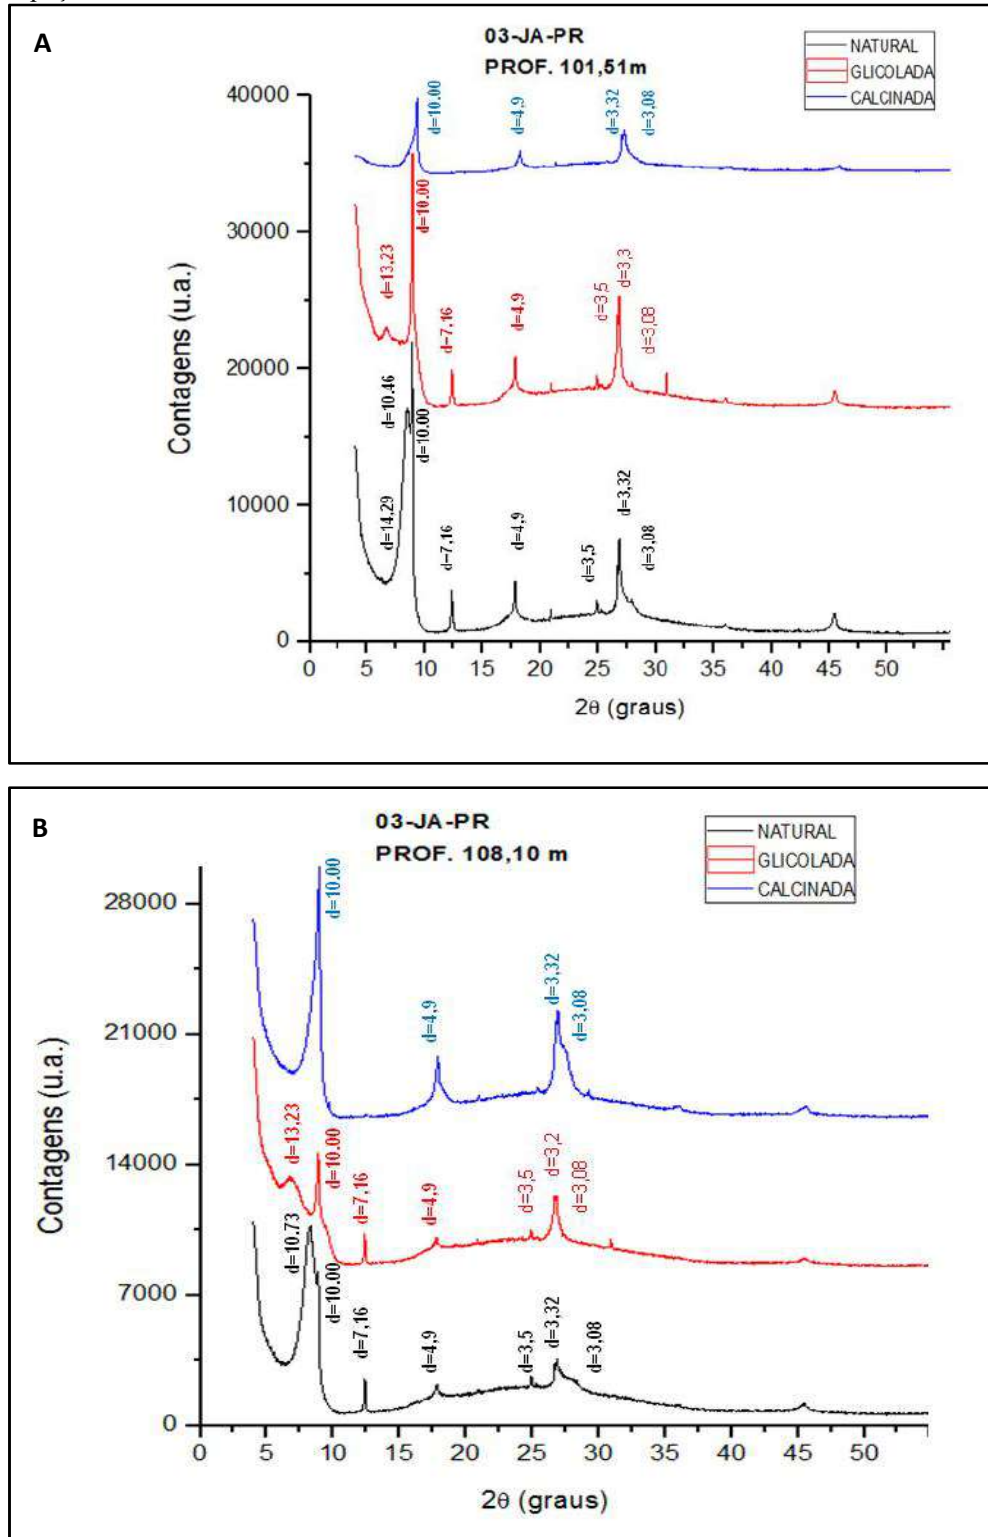 A
03-JA-PR
PROF. 101,51m
NATURAL
GLICOLADA
CALCINADA
d=10.00
d=4,9
d=3,32
d=3,08
d=13,23
d=10.00
d=7,16
d=4,9
d=3,5
d=3,3
d=3,08
d=14,29
d=10.46
d=10.00
d=7,16
d=4,9
d=3,5
d=3,32
d=3,08
40000
30000
20000
10000
0
Contagens (u.a.)
0 5 10 15 20 25 30 35 40 45 50
2θ (graus)
B
03-JA-PR
PROF. 108,10 m
NATURAL
GLICOLADA
CALCINADA
d=10.00
d=4,9
d=3,32
d=3,08
d=13,23
d=10.00
d=7,16
d=4,9
d=3,5
d=3,2
d=3,08
d=10.73
d=10.00
d=7,16
d=4,9
d=3,5
d=3,32
d=3,08
28000
21000
14000
7000
0
Contagens (u.a.)
0 5 10 15 20 25 30 35 40 45 50
2θ (graus)